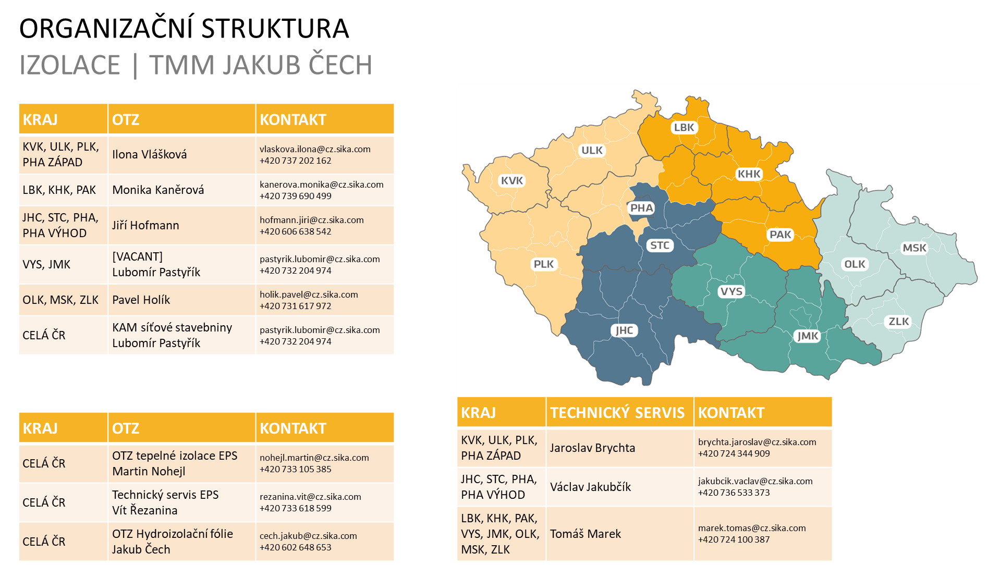 ORGANIZAČNÍ STRUKTURA
IZOLACE | TMM JAKUB ČECH
KRAJ OTZ KONTAKT
KVK, ULK, PLK,
PHA ZÁPAD
Ilona Vlášková
vlaskova.ilona@cz.sika.com
+420 737 202 162
LBK, KHK, PAK
Monika Kaněrová
kanerova.monika@cz.sika.com
+420 739 690 499
JHC, STC, PHA,
PHA VÝHOD
Jiří Hofmann
hofmann.jiri@cz.sika.com
+420 606 638 542
VYS, JMK
[VACANT]
Lubomír Pastyřík
pastyrik.lubomir@cz.sika.com
+420 732 204 974
OLK, MSK, ZLK
Pavel Holík
holik.pavel@cz.sika.com
+420 731 617 972
CELÁ ČR
KAM síťové stavebniny
Lubomír Pastyřík
pastyrik.lubomir@cz.sika.com
+420 732 204 974
LBK
ULK
KHK
KVK
PHA
PAK
STC
MSK
PLK
OLK
VYS
ZLK
JHC
JMK
KRAJ OTZ KONTAKT
CELÁ ČR
OTZ tepelné izolace EPS
Martin Nohejl
nohejl.martin@cz.sika.com
+420 733 105 385
CELÁ ČR
Technický servis EPS
Vít Řezanina
rezanina.vit@cz.sika.com
+420 733 618 599
CELÁ ČR
OTZ Hydroizolační fólie
Jakub Čech
cech.jakub@cz.sika.com
+420 602 648 653
KRAJ TECHNICKÝ SERVIS KONTAKT
KVK, ULK, PLK,
PHA ZÁPAD
Jaroslav Brychta
brychta.jaroslav@cz.sika.com
+420 724 344 909
JHC, STC, PHA,
PHA VÝHOD
Václav Jakubčík
jakubcik.vaclav@cz.sika.com
+420 736 533 373
LBK, KHK, PAK,
VYS, JMK, OLK,
MSK, ZLK
Tomáš Marek
marek.tomas@cz.sika.com
+420 724 100 387